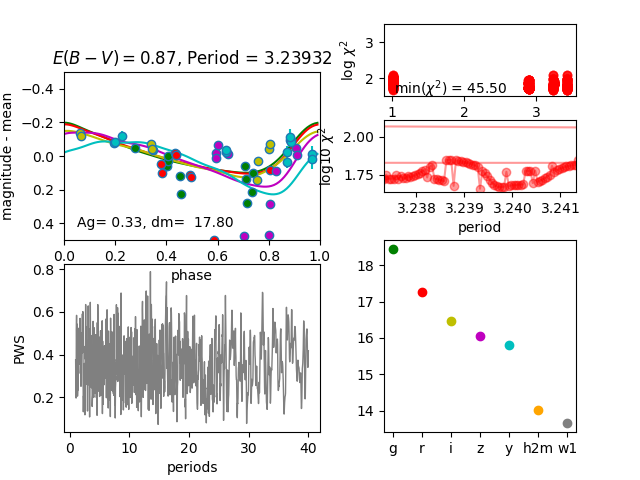 E(B − V) = 0.87, Period = 3.23932
magnitude - mean
−0.4
−0.2
0.0
0.2
0.4
Ag= 0.33, dm=  17.80
0.0 0.2 0.4 0.6 0.8 1.0
phase
log χ²
3
2
min(χ²) = 45.50
1 2 3
log10 χ²
2.00
1.75
3.238 3.239 3.240 3.241
period
PWS
0.8
0.6
0.4
0.2
0 10 20 30 40
periods
18
17
16
15
14
g r i z y h2m w1